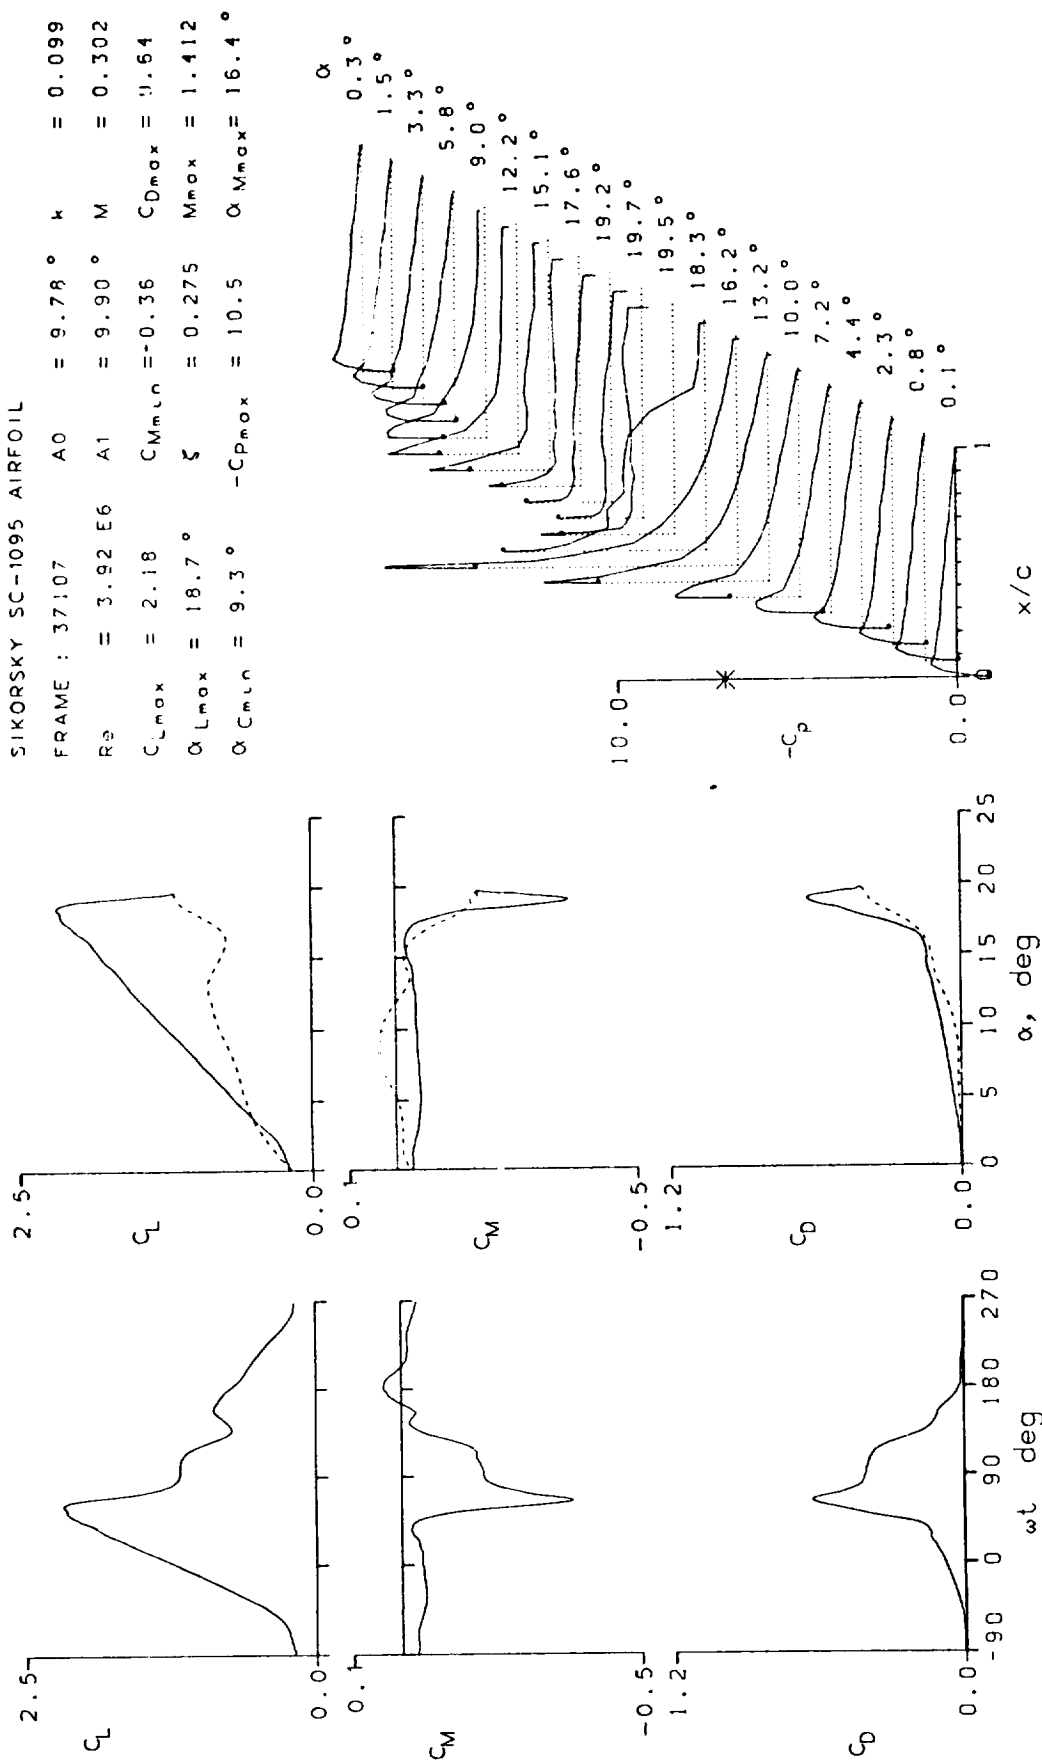 SIKORSKY SC-1095 AIRFOIL
FRAME : 37107 A0 = 9.78° k = 0.099
Re = 3.92 E6 A1 = 9.90° M = 0.302
CLmax = 2.18 CMmin =-0.36 CDmax = 0.64
αLmax = 18.7° ζ = 0.275 Mmax = 1.412
αCmin = 9.3° -CPmax = 10.5 αMmax= 16.4°
2.5
CL
0.0
0.1
CM
-0.5
1.2
CD
0.0
-90 0 90 180 270
ωt deg
2.5
CL
0.0
0.1
CM
-0.5
1.2
CD
0.0
0 5 10 15 20 25
α, deg
α
0.3°
1.5°
3.3°
5.8°
9.0°
12.2°
15.1°
17.6°
19.2°
19.7°
19.5°
18.3°
16.2°
13.2°
10.0°
7.2°
4.4°
2.3°
0.8°
0.1°
10.0
-Cp
0.0
0 1
x/c